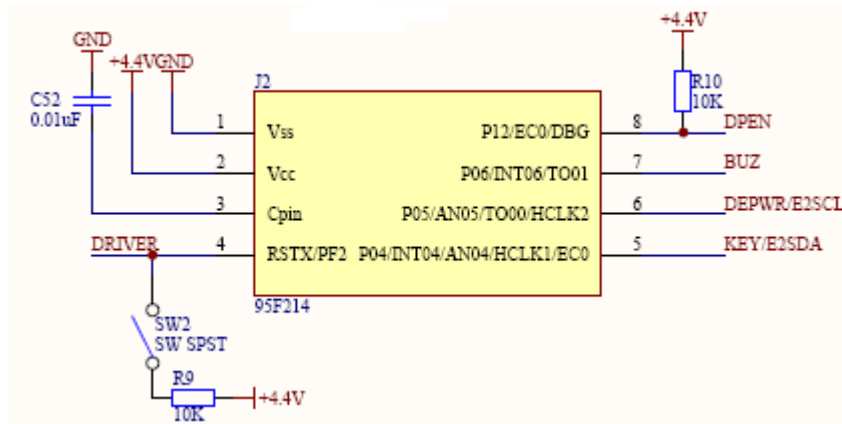 +4.4V
GND
+4.4V GND
J2
R10
10K
C52
0.01uF
1 Vss P12/EC0/DBG 8 DPEN
2 Vcc P06/INT06/TO01 7 BUZ
3 Cpin P05/AN05/TO00/HCLK2 6 DEPWR/E2SCL
DRIVER 4 RSTX/PF2 P04/INT04/AN04/HCLK1/EC0 5 KEY/E2SDA
95F214
SW2
SW SPST
R9
10K
+4.4V